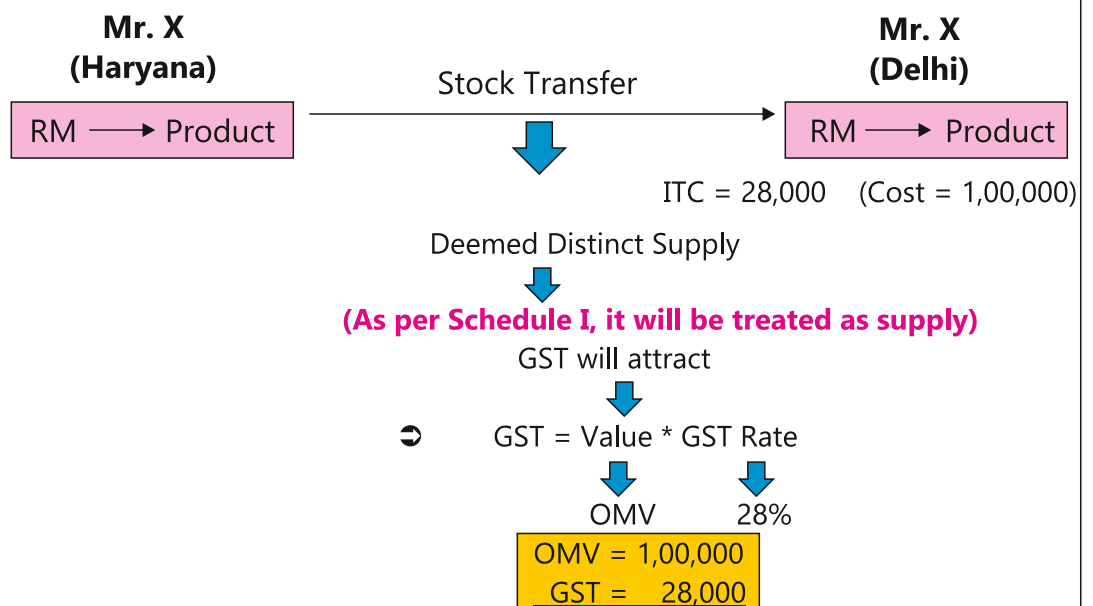 Mr. X
(Haryana)
Mr. X
(Delhi)
Stock Transfer
RM Product
RM Product
ITC = 28,000 (Cost = 1,00,000)
Deemed Distinct Supply
(As per Schedule I, it will be treated as supply)
GST will attract
GST = Value * GST Rate
OMV 28%
OMV = 1,00,000
GST = 28,000